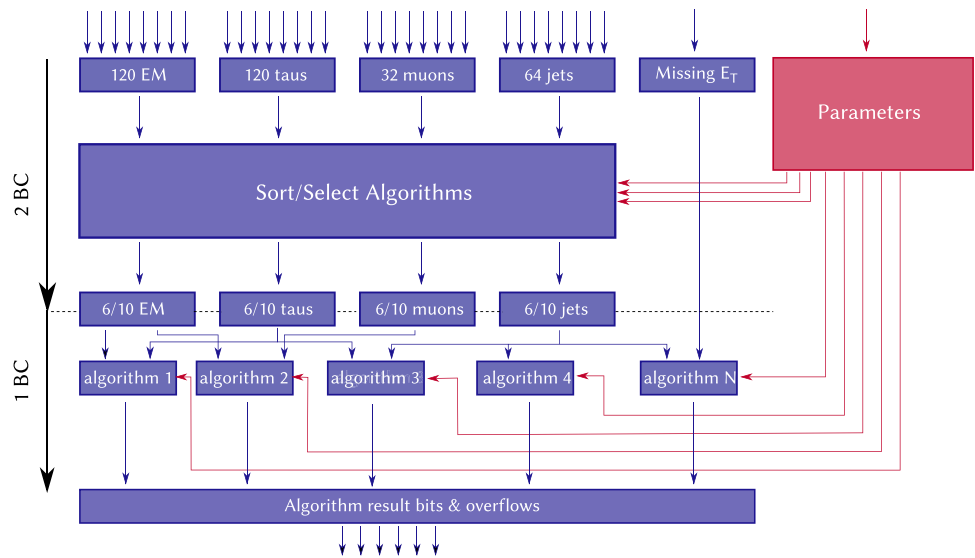 120 EM
120 taus
32 muons
64 jets
Missing E_T
Parameters
2 BC
Sort/Select Algorithms
6/10 EM
6/10 taus
6/10 muons
6/10 jets
1 BC
algorithm 1
algorithm 2
algorithm 3
algorithm 4
algorithm N
Algorithm result bits & overflows